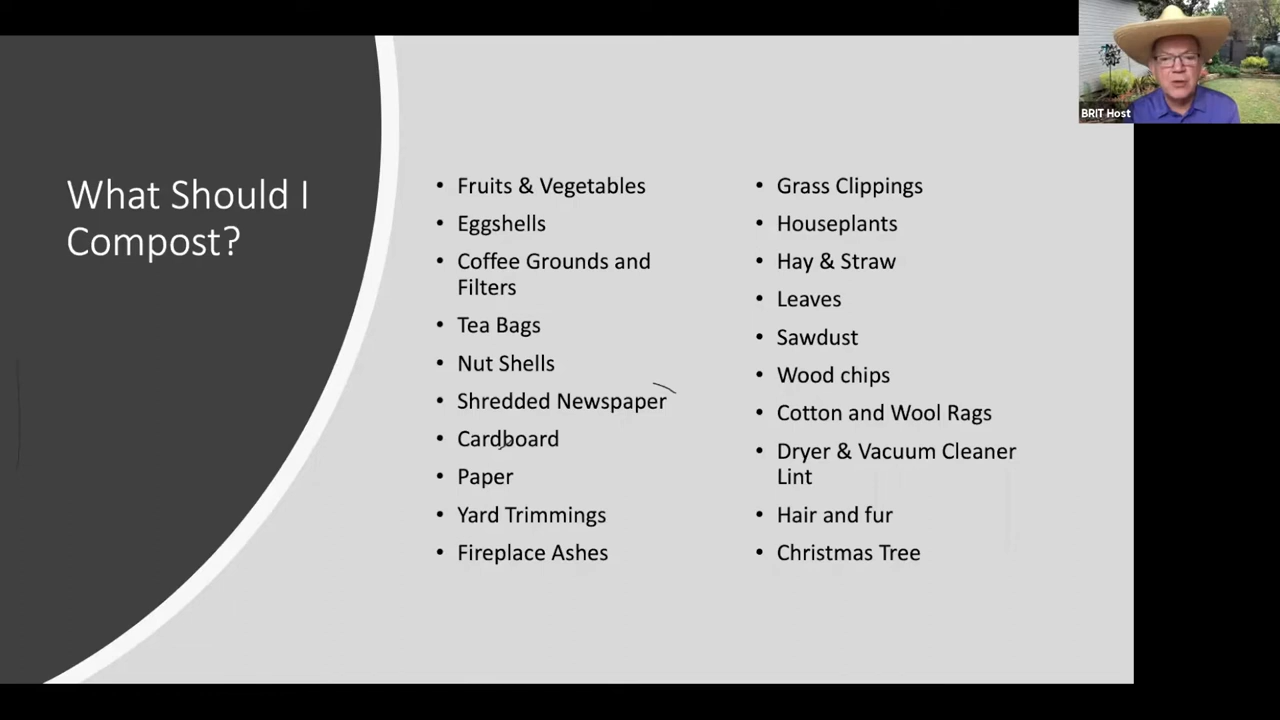 What Should I
Compost?
• Fruits & Vegetables
• Eggshells
• Coffee Grounds and
Filters
• Tea Bags
• Nut Shells
• Shredded Newspaper
• Cardboard
• Paper
• Yard Trimmings
• Fireplace Ashes
• Grass Clippings
• Houseplants
• Hay & Straw
• Leaves
• Sawdust
• Wood chips
• Cotton and Wool Rags
• Dryer & Vacuum Cleaner
Lint
• Hair and fur
• Christmas Tree
BRIT Host